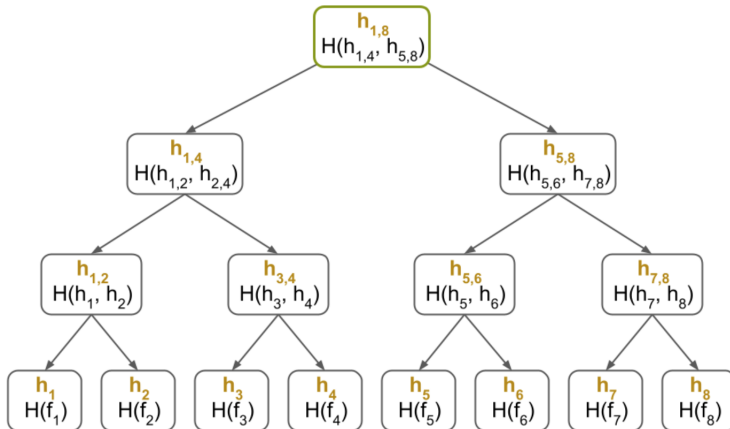 h1,8
H(h1,4, h5,8)
h1,4
H(h1,2, h2,4)
h5,8
H(h5,6, h7,8)
h1,2
H(h1, h2)
h3,4
H(h3, h4)
h5,6
H(h5, h6)
h7,8
H(h7, h8)
h1
H(f1)
h2
H(f2)
h3
H(f3)
h4
H(f4)
h5
H(f5)
h6
H(f6)
h7
H(f7)
h8
H(f8)